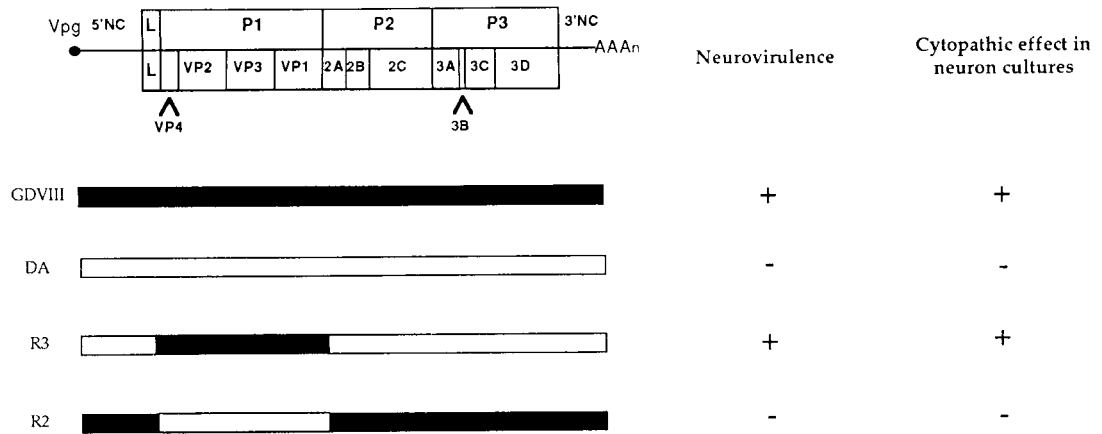 Vpg 5'NC L P1 P2 P3 3'NC
AAAn
L VP2 VP3 VP1 2A 2B 2C 3A 3C 3D
VP4 3B
Neurovirulence
Cytopathic effect in
neuron cultures
GDVIII + +
DA - -
R3 + +
R2 - -